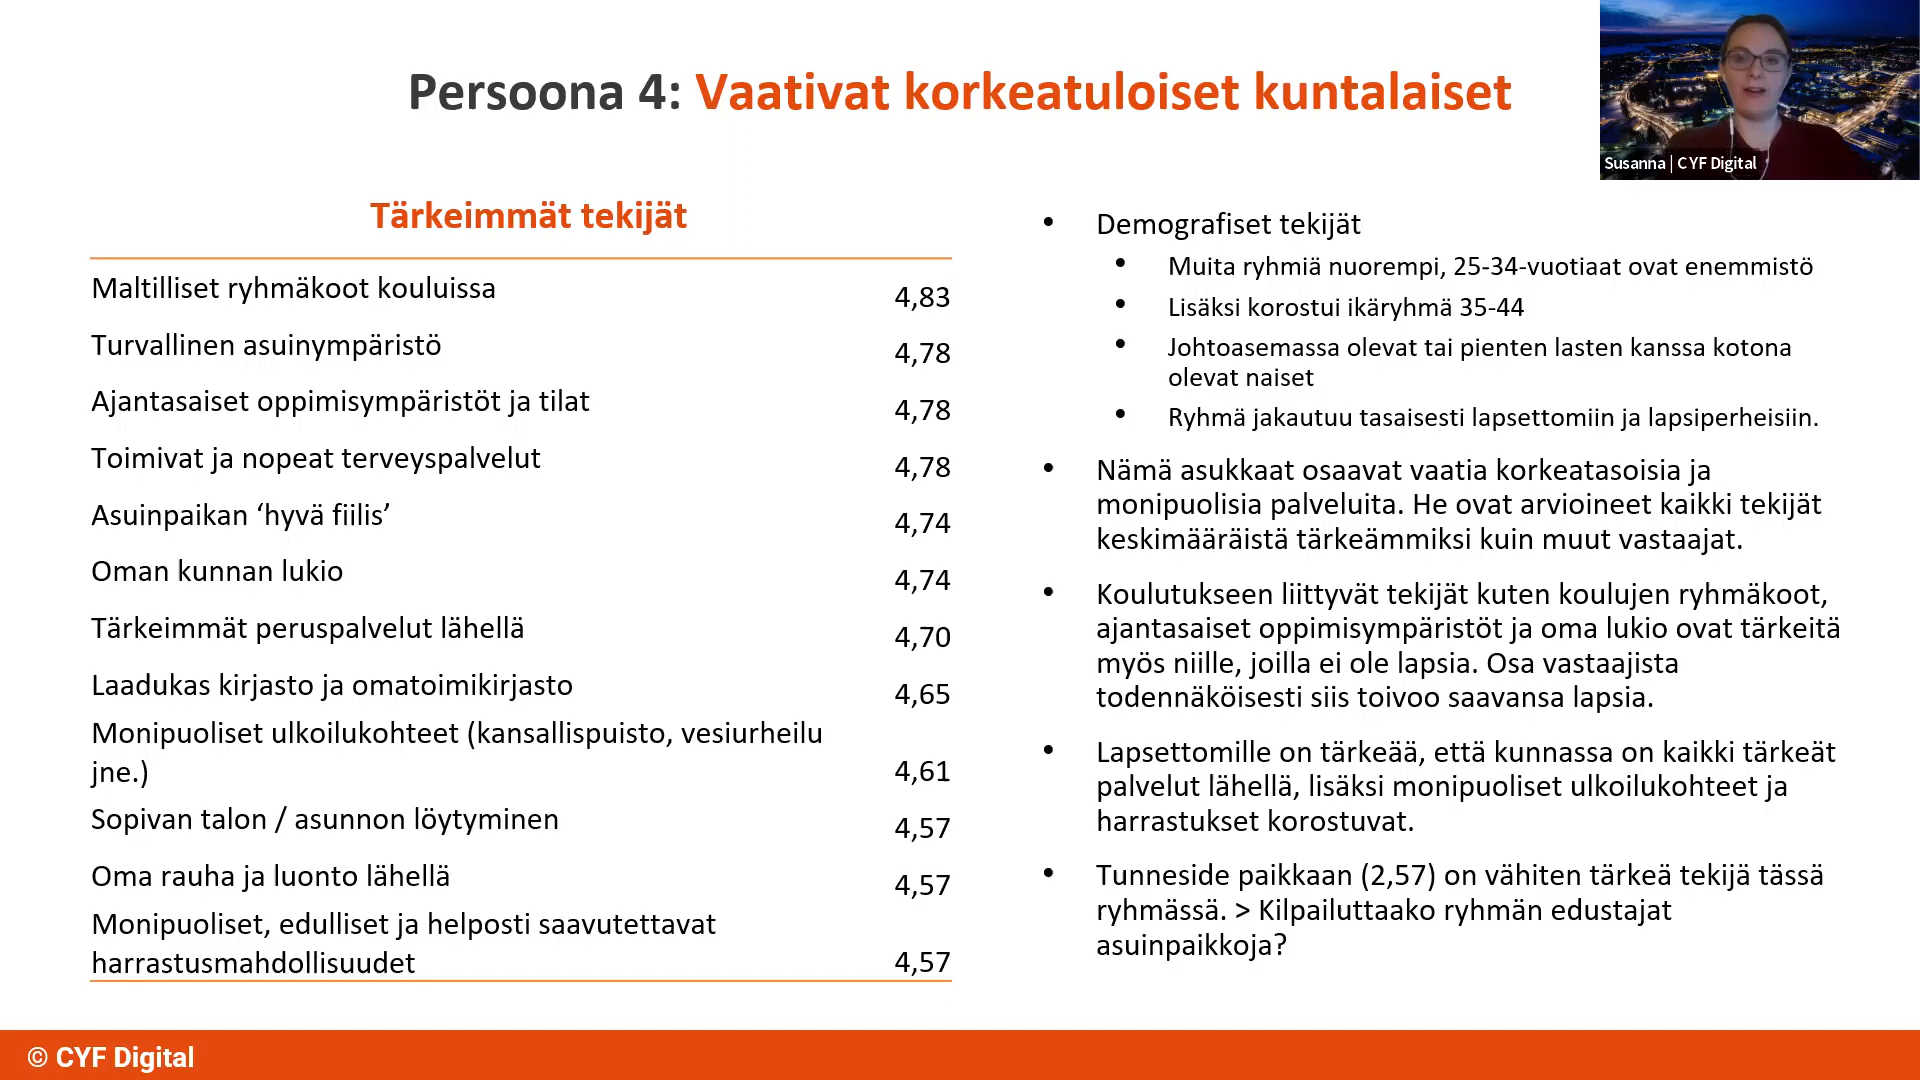 Persoona 4: Vaativat korkeatuloiset kuntalaiset
Susanna | CYF Digital
Tärkeimmät tekijät
Maltilliset ryhmäkoot kouluissa 4,83
Turvallinen asuinympäristö 4,78
Ajantasaiset oppimisympäristöt ja tilat 4,78
Toimivat ja nopeat terveyspalvelut 4,78
Asuinpaikan ‘hyvä fiilis’ 4,74
Oman kunnan lukio 4,74
Tärkeimmät peruspalvelut lähellä 4,70
Laadukas kirjasto ja omatoimikirjasto 4,65
Monipuoliset ulkoilukohteet (kansallispuisto, vesiurheilu
jne.) 4,61
Sopivan talon / asunnon löytyminen 4,57
Oma rauha ja luonto lähellä 4,57
Monipuoliset, edulliset ja helposti saavutettavat
harrastusmahdollisuudet 4,57
• Demografiset tekijät
• Muita ryhmiä nuorempi, 25-34-vuotiaat ovat enemmistö
• Lisäksi korostui ikäryhmä 35-44
• Johtoasemassa olevat tai pienten lasten kanssa kotona
olevat naiset
• Ryhmä jakautuu tasaisesti lapsettomiin ja lapsiperheisiin.
• Nämä asukkaat osaavat vaatia korkeatasoisia ja
monipuolisia palveluita. He ovat arvioineet kaikki tekijät
keskimääräistä tärkeämmiksi kuin muut vastaajat.
• Koulutukseen liittyvät tekijät kuten koulujen ryhmäkoot,
ajantasaiset oppimisympäristöt ja oma lukio ovat tärkeitä
myös niille, joilla ei ole lapsia. Osa vastaajista
todennäköisesti siis toivoo saavansa lapsia.
• Lapsettomille on tärkeää, että kunnassa on kaikki tärkeät
palvelut lähellä, lisäksi monipuoliset ulkoilukohteet ja
harrastukset korostuvat.
• Tunneside paikkaan (2,57) on vähiten tärkeä tekijä tässä
ryhmässä. > Kilpailuttaako ryhmän edustajat
asuinpaikkoja?
© CYF Digital